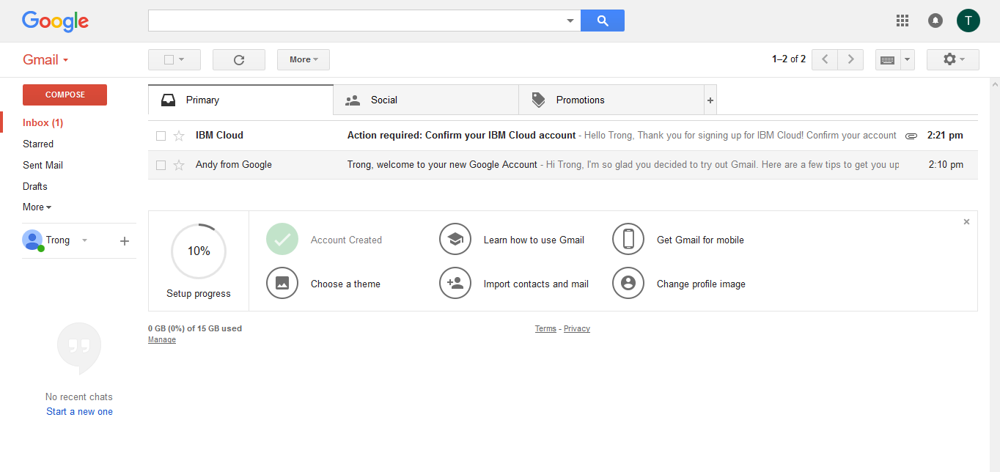 Google
T
Gmail
More
1–2 of 2
COMPOSE
Inbox (1)
Starred
Sent Mail
Drafts
More
Trong
No recent chats
Start a new one
Primary
Social
Promotions
IBM Cloud Action required: Confirm your IBM Cloud account - Hello Trong, Thank you for signing up for IBM Cloud! Confirm your account 2:21 pm
Andy from Google Trong, welcome to your new Google Account - Hi Trong, I'm so glad you decided to try out Gmail. Here are a few tips to get you up 2:10 pm
10%
Setup progress
Account Created
Learn how to use Gmail
Get Gmail for mobile
Choose a theme
Import contacts and mail
Change profile image
0 GB (0%) of 15 GB used
Manage
Terms - Privacy